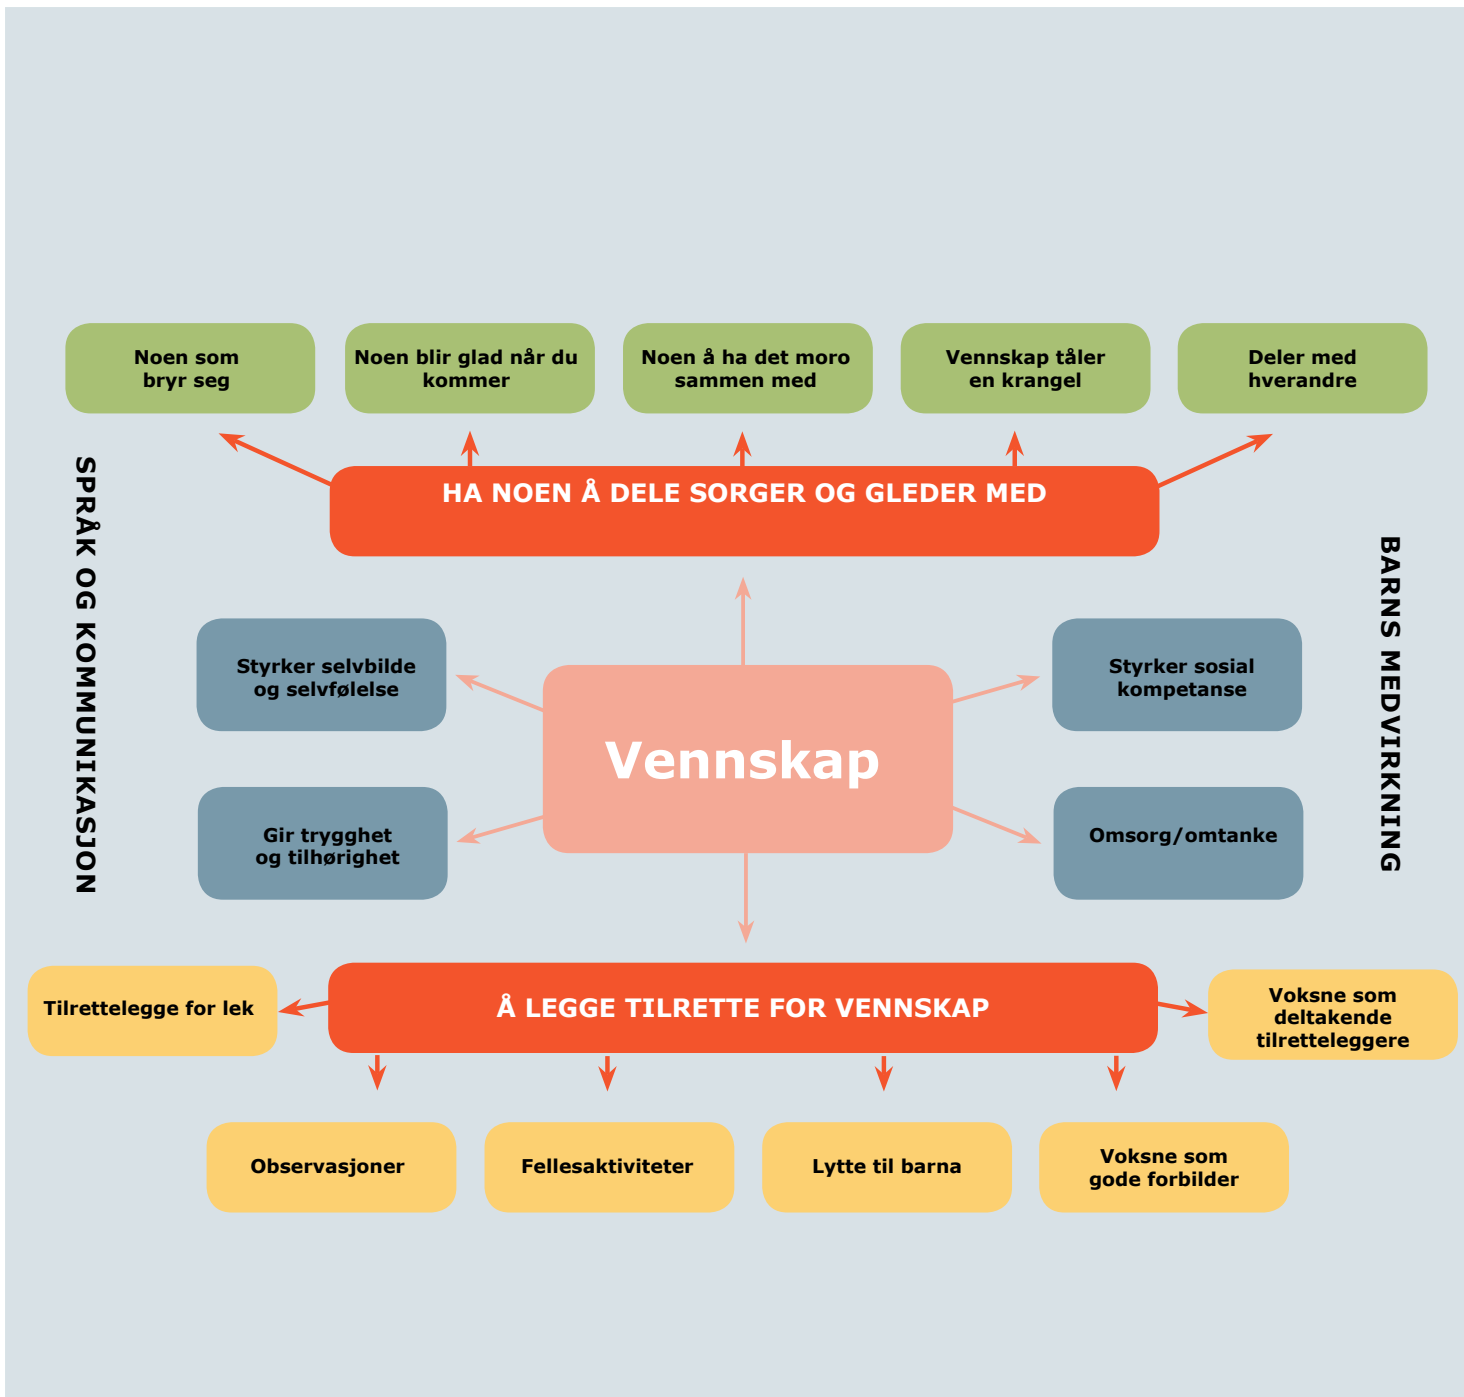 Noen som
bryr seg
Noen blir glad når du
kommer
Noen å ha det moro
sammen med
Vennskap tåler
en krangel
Deler med
hverandre
HA NOEN Å DELE SORGER OG GLEDER MED
SPRÅK OG KOMMUNIKASJON
BARNS MEDVIRKNING
Styrker selvbilde
og selvfølelse
Styrker sosial
kompetanse
Vennskap
Gir trygghet
og tilhørighet
Omsorg/omtanke
Tilrettelegge for lek
Å LEGGE TILRETTE FOR VENNSKAP
Voksne som
deltakende
tilretteleggere
Observasjoner
Fellesaktiviteter
Lytte til barna
Voksne som
gode forbilder